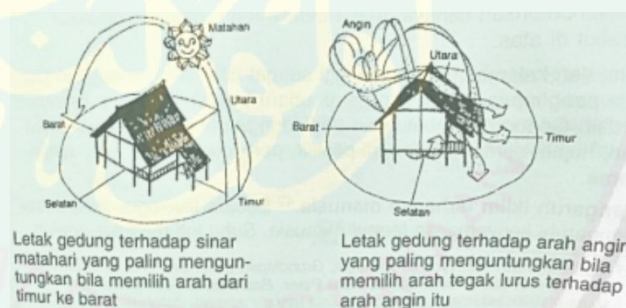 Matahari
Utara
Barat
Selatan
Timur
Letak gedung terhadap sinar
matahari yang paling mengun-
tungkan bila memilih arah dari
timur ke barat
Angin
Utara
Barat
Timur
Selatan
Letak gedung terhadap arah angin
yang paling menguntungkan bila
memilih arah tegak lurus terhadap
arah angin itu